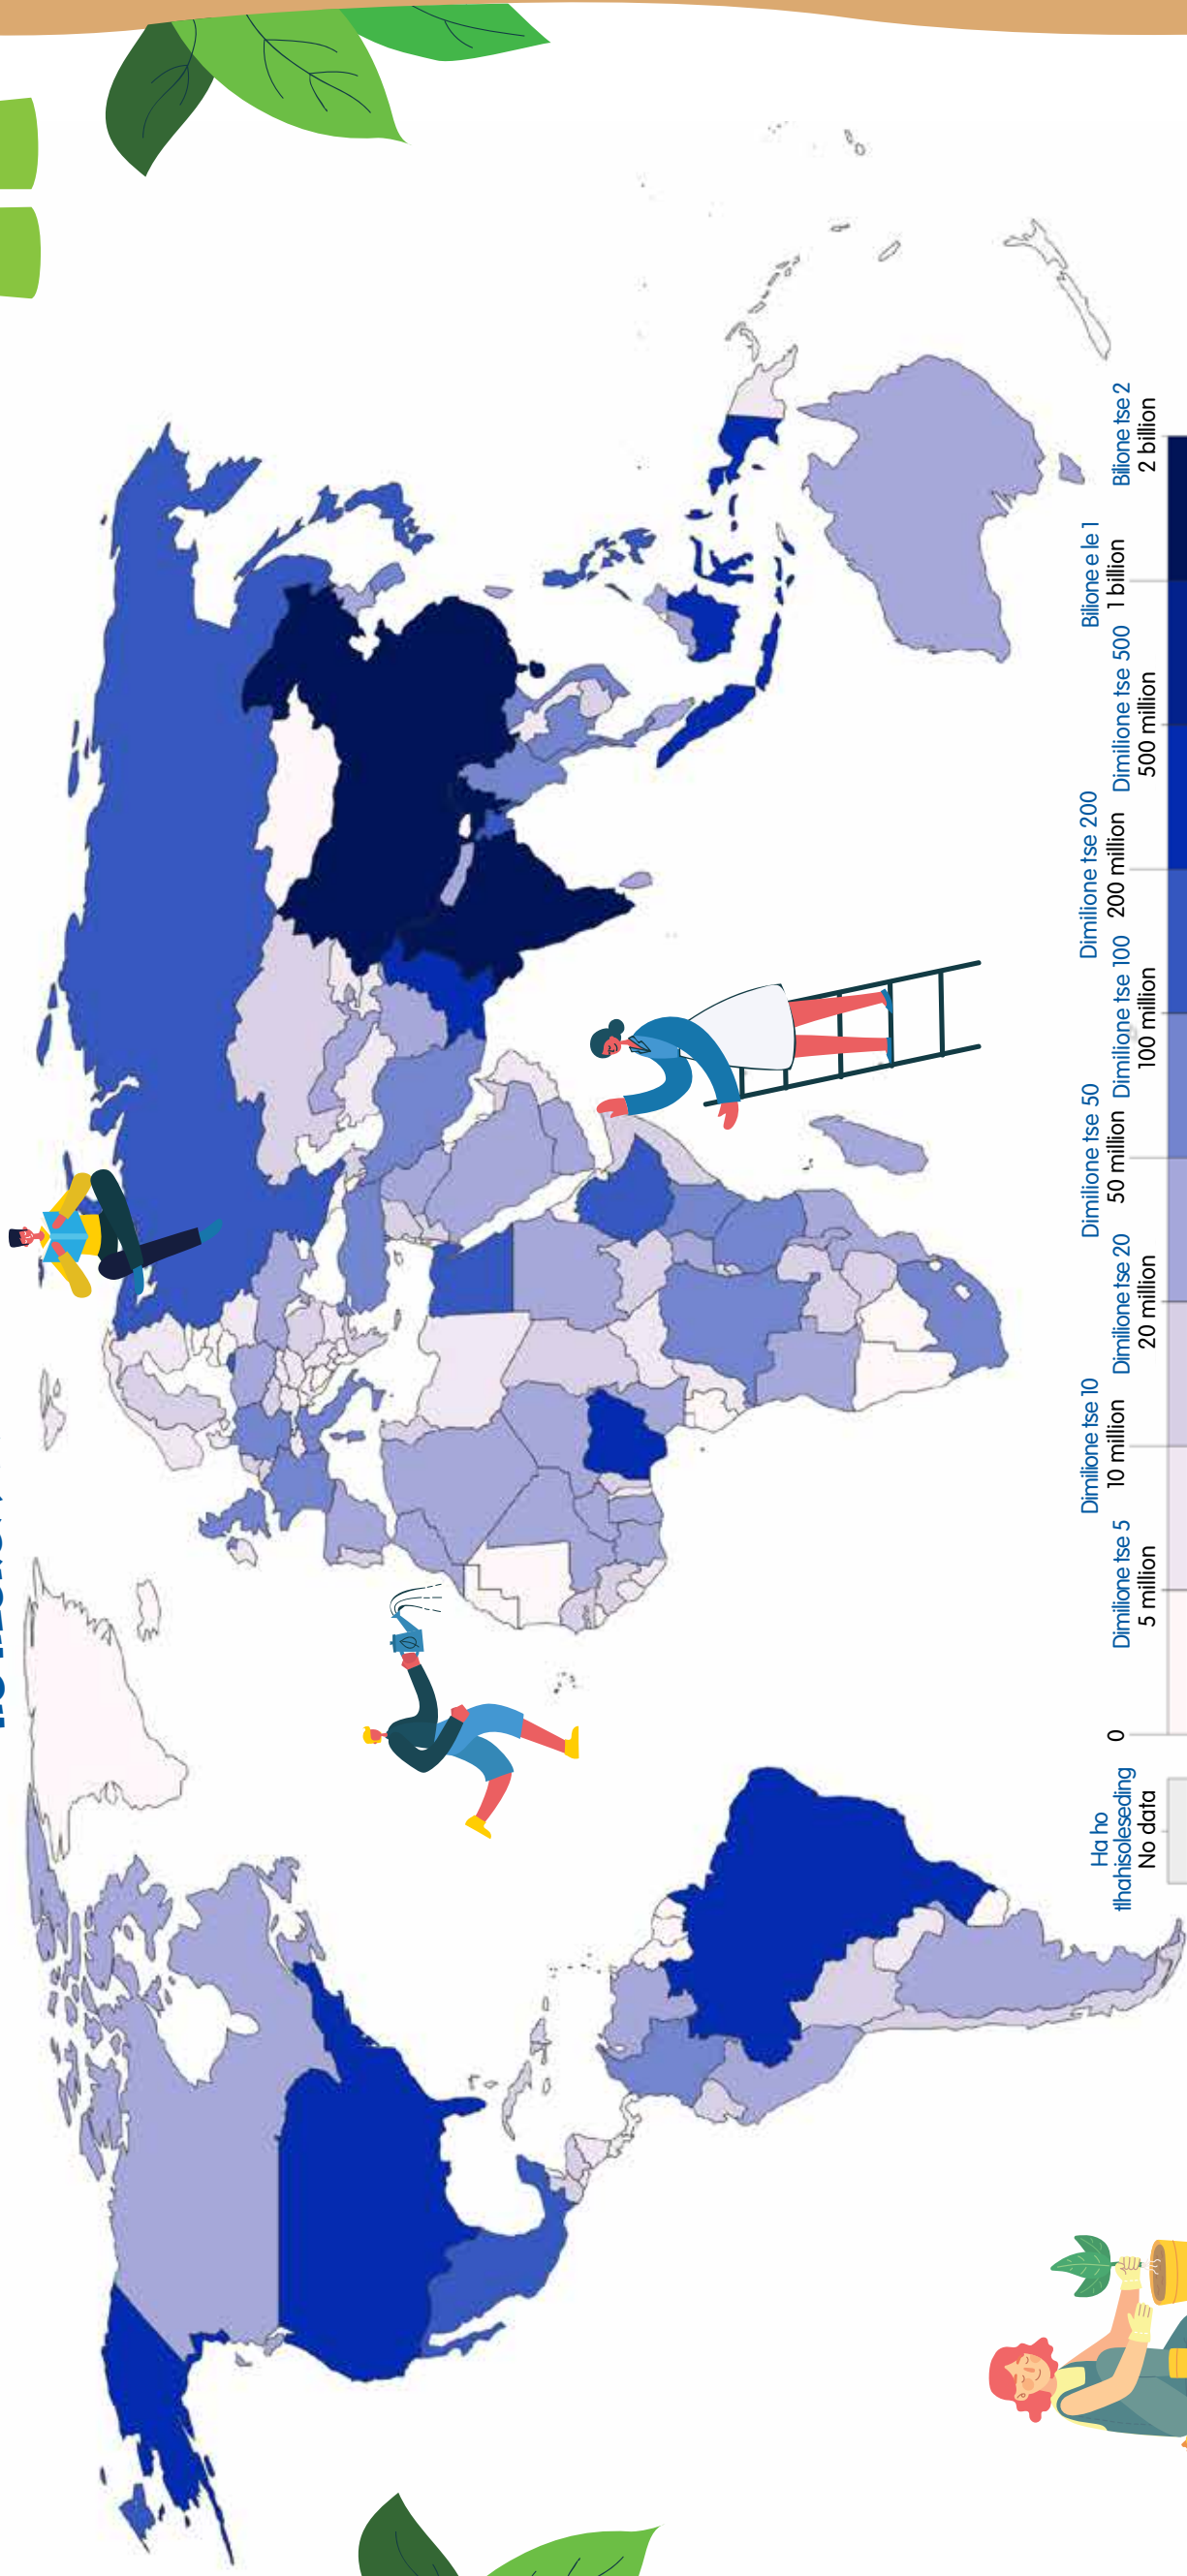 Ha ho
tlhahisoleseding
No data
0
Dimilione tse 5
5 million
Dimilione tse 10
10 million
Dimilione tse 20
20 million
Dimilione tse 50
50 million
Dimilione tse 100
100 million
Dimilione tse 200
200 million
Dimilione tse 500
500 million
Bilione e le 1
1 billion
Bilione tse 2
2 billion